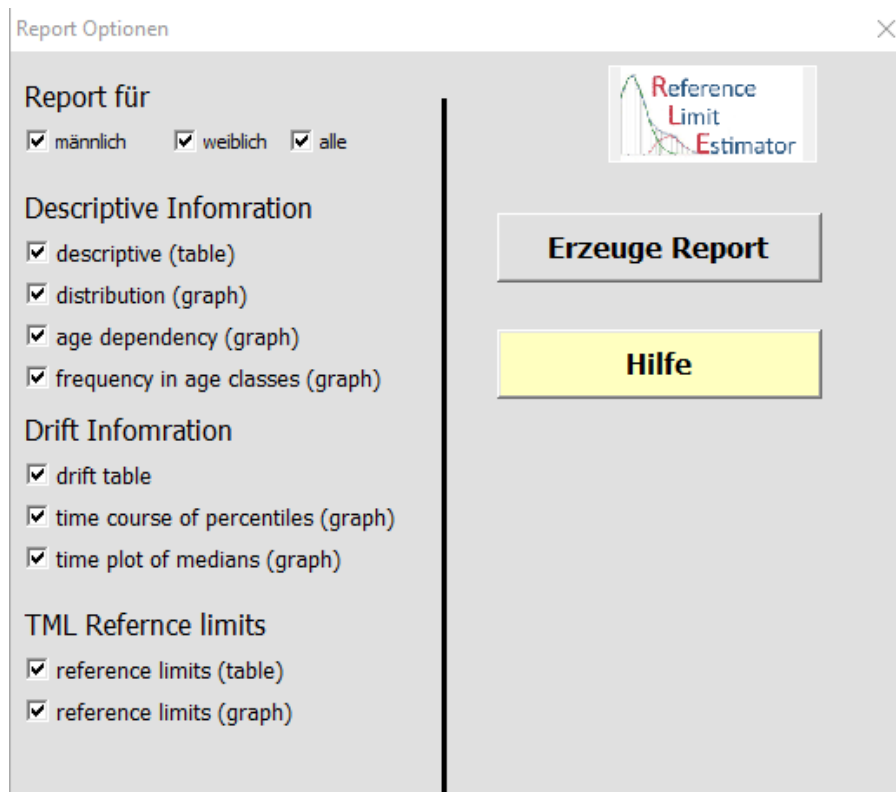 Report Optionen
Report für
männlich weiblich alle
Descriptive Infomration
descriptive (table)
distribution (graph)
age dependency (graph)
frequency in age classes (graph)
Drift Infomration
drift table
time course of percentiles (graph)
time plot of medians (graph)
TML Refernce limits
reference limits (table)
reference limits (graph)
Reference
Limit
Estimator
Erzeuge Report
Hilfe